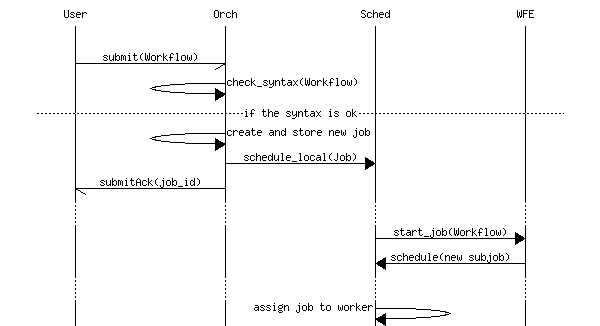 User Orch Sched WFE
submit(Workflow)
check_syntax(Workflow)
if the syntax is ok
create and store new job
schedule_local(Job)
submitAck(job_id)
start_job(Workflow)
schedule(new subjob)
assign job to worker